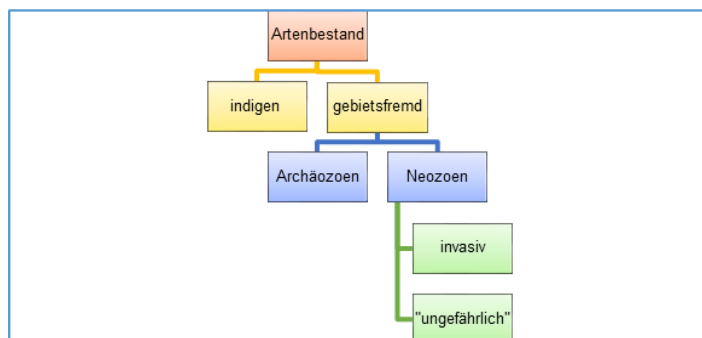 Artenbestand
indigen
gebietsfremd
Archäozoen
Neozoen
invasiv
"ungefährlich"